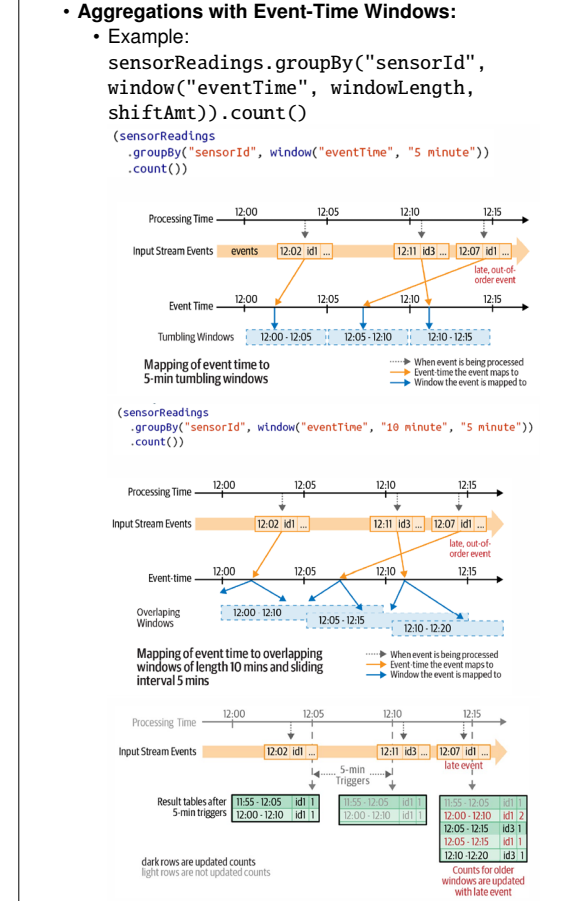 • Aggregations with Event-Time Windows:
• Example:
sensorReadings.groupBy("sensorId",
window("eventTime", windowLength,
shiftAmt)).count()
(sensorReadings
.groupBy("sensorId", window("eventTime", "5 minute"))
.count())
12:00 12:05 12:10 12:15
Processing Time
Input Stream Events events 12:02 id1 ... 12:11 id3 ... 12:07 id1 ...
late, out-of-
order event
12:00 12:05 12:10 12:15
Event Time
Tumbling Windows 12:00 - 12:05 12:05 - 12:10 12:10 - 12:15
Mapping of event time to
5-min tumbling windows
When event is being processed
Event-time the event maps to
Window the event is mapped to
(sensorReadings
.groupBy("sensorId", window("eventTime", "10 minute", "5 minute"))
.count())
12:00 12:05 12:10 12:15
Processing Time
Input Stream Events 12:02 id1 ... 12:11 id3 ... 12:07 id1 ...
late, out-of-
order event
12:00 12:05 12:10 12:15
Event-time
Overlaping
Windows
12:00 - 12:10
12:05 - 12:15
12:10 - 12:20
Mapping of event time to overlapping
windows of length 10 mins and sliding
interval 5 mins
When event is being processed
Event-time the event maps to
Window the event is mapped to
12:00 12:05 12:10 12:15
Processing Time
Input Stream Events 12:02 id1 ... 12:11 id3 ... 12:07 id1 ...
late event
5-min
Triggers
Result tables after
5-min triggers
11:55 - 12:05 id1 1
12:00 - 12:10 id1 1
11:55 - 12:05 id1 1
12:00 - 12:10 id1 1
11:55 - 12:05 id1 1
12:00 - 12:10 id1 2
12:05 - 12:15 id3 1
12:05 - 12:15 id1 1
12:10 -12:20 id3 1
dark rows are updated counts
light rows are not updated counts
Counts for older
windows are updated
with late event